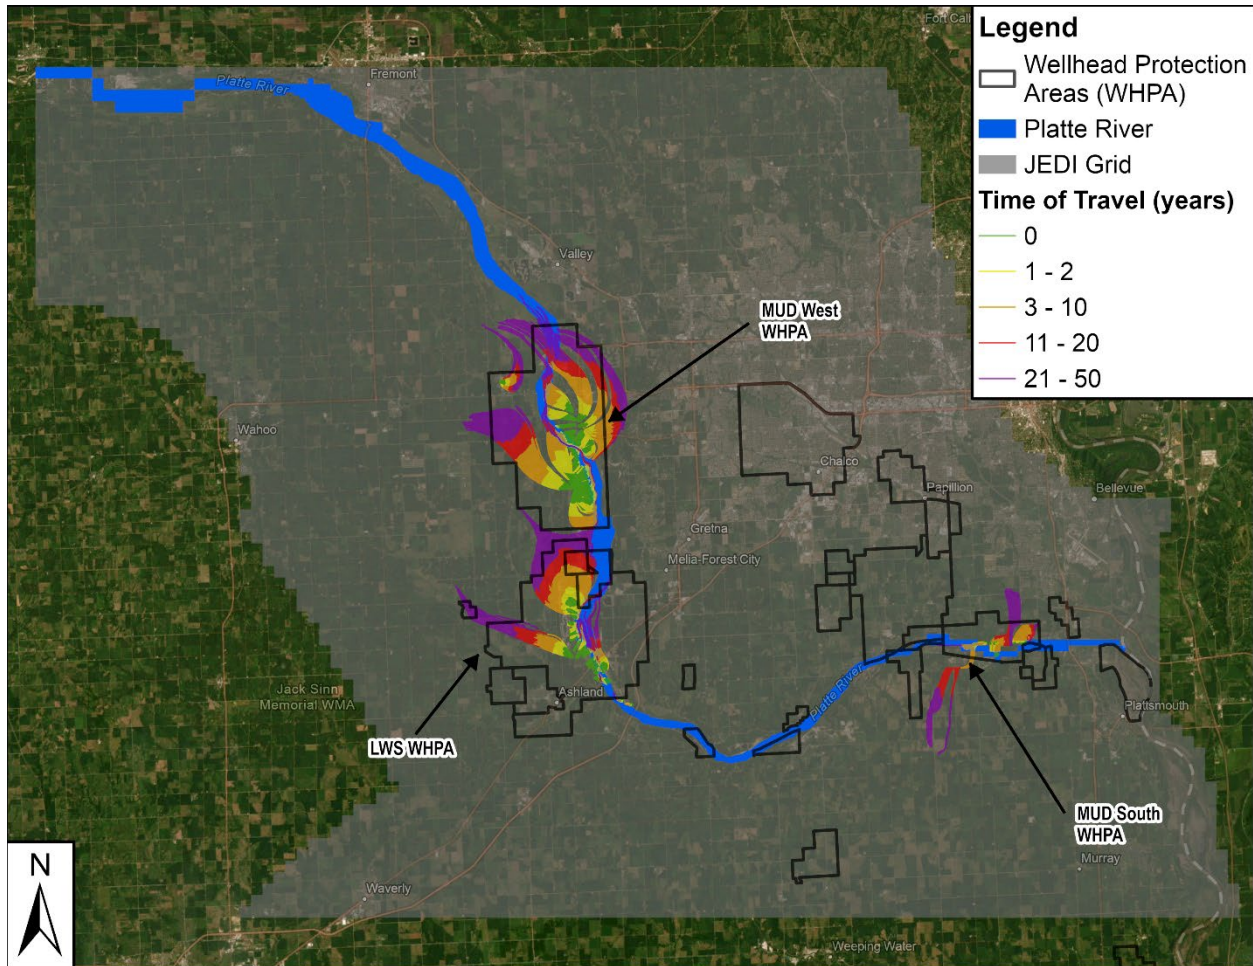 Fort Calh
Legend
Wellhead Protection
Areas (WHPA)
Platte River
JEDI Grid
Time of Travel (years)
0
1 - 2
3 - 10
11 - 20
21 - 50
Platte River
Fremont
Valley
MUD West
WHPA
Wahoo
Chalco
Papillion
Bellevue
Gretna
Melia-Forest City
Jack Sinn
Memorial WMA
Ashland
Platte River
Plattsmouth
LWS WHPA
MUD South
WHPA
Murray
N
Waverly
Weeping Water